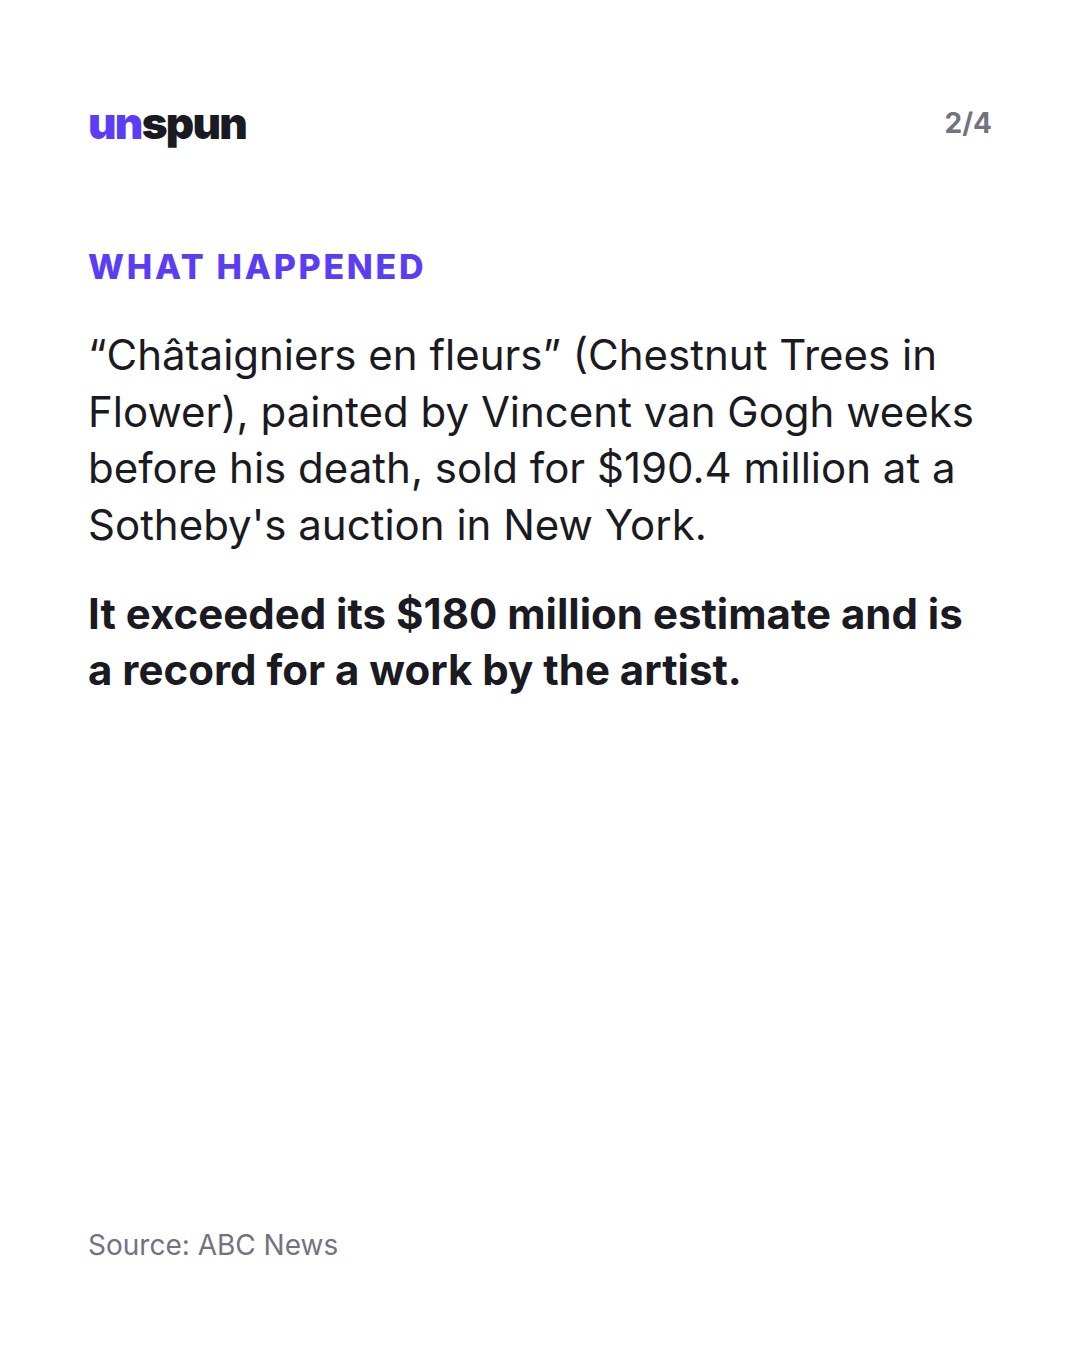 unspun
2/4
WHAT HAPPENED
“Châtaigniers en fleurs” (Chestnut Trees in
Flower), painted by Vincent van Gogh weeks
before his death, sold for $190.4 million at a
Sotheby's auction in New York.
It exceeded its $180 million estimate and is
a record for a work by the artist.
Source: ABC News